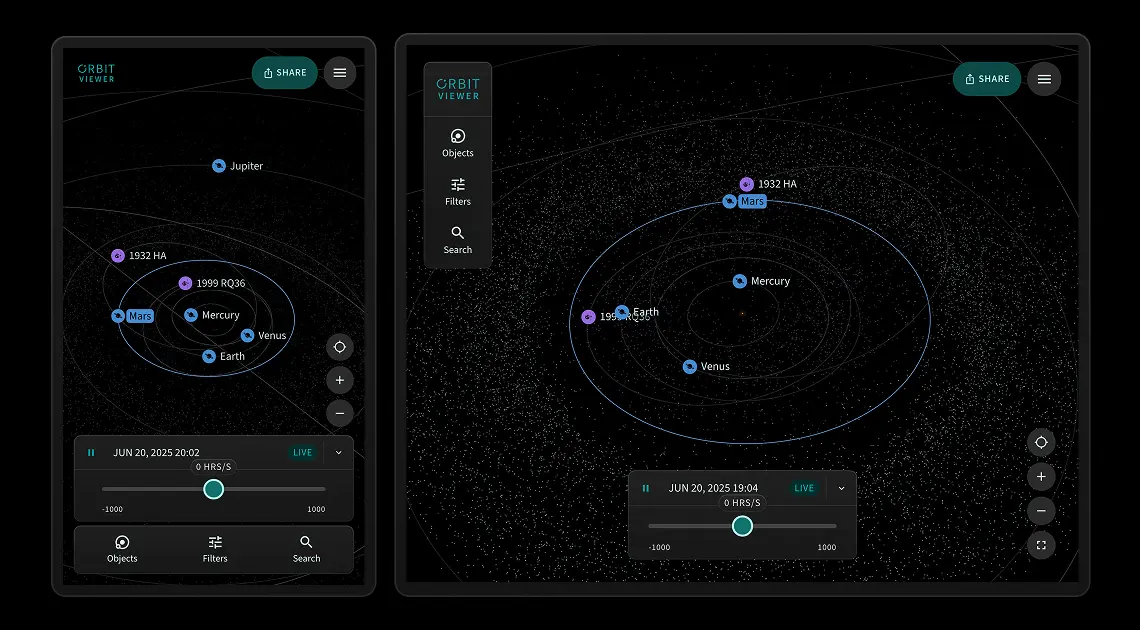 ORBIT
VIEWER
SHARE
Jupiter
1932 HA
1999 RQ36
Mars
Mercury
Venus
Earth
JUN 20, 2025 20:02
LIVE
0 HRS/S
-1000
1000
Objects
Filters
Search
ORBIT
VIEWER
SHARE
Objects
Filters
Search
1932 HA
Mars
Mercury
Earth
1999 RQ36
Venus
JUN 20, 2025 19:04
LIVE
0 HRS/S
-1000
1000